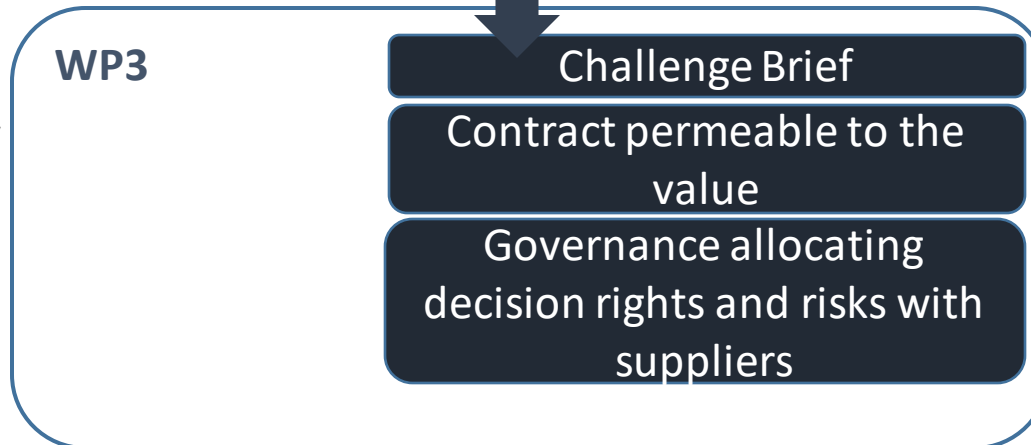 WP3
Challenge Brief
Contract permeable to the
value
Governance allocating
decision rights and risks with
suppliers